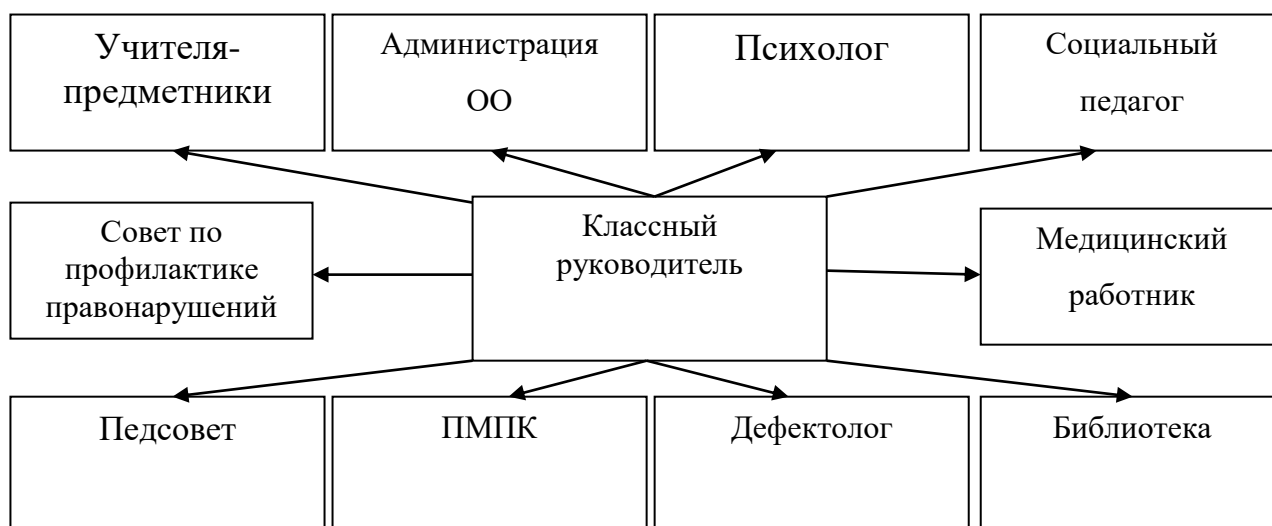 Учителя-
предметники
Администрация
ОО
Психолог
Социальный
педагог
Совет по
профилактике
правонарушений
Классный
руководитель
Медицинский
работник
Педсовет
ПМПК
Дефектолог
Библиотека